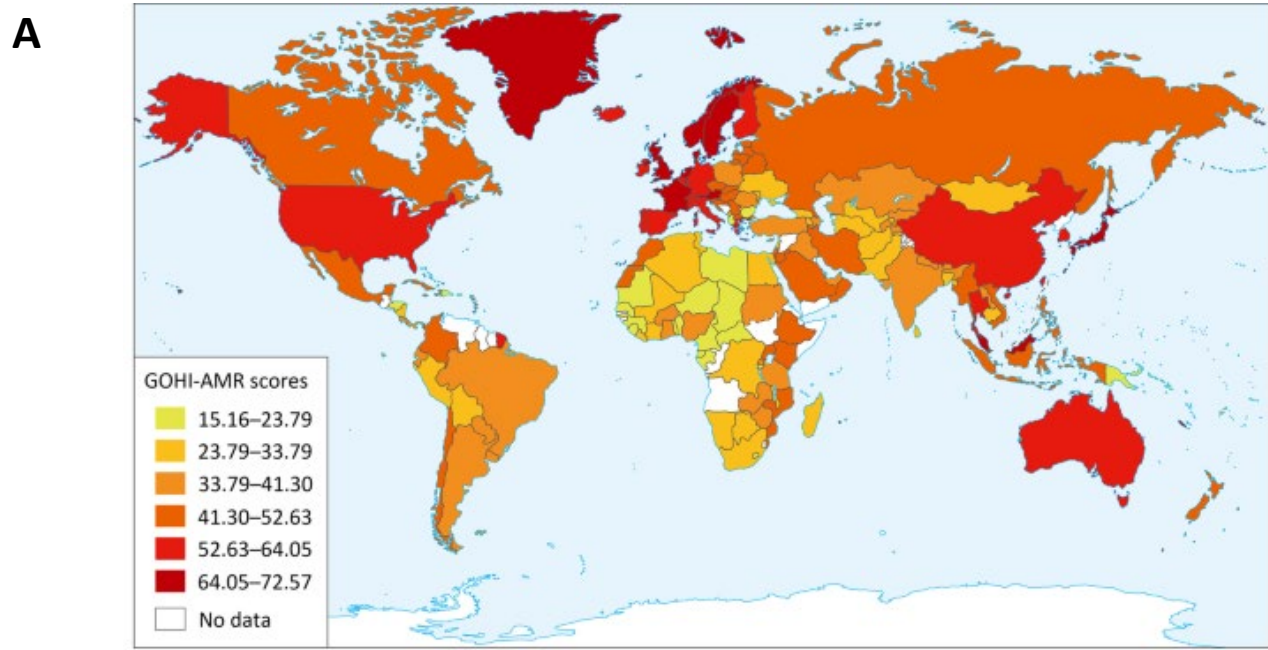 A
GOHI-AMR scores
15.16–23.79
23.79–33.79
33.79–41.30
41.30–52.63
52.63–64.05
64.05–72.57
No data